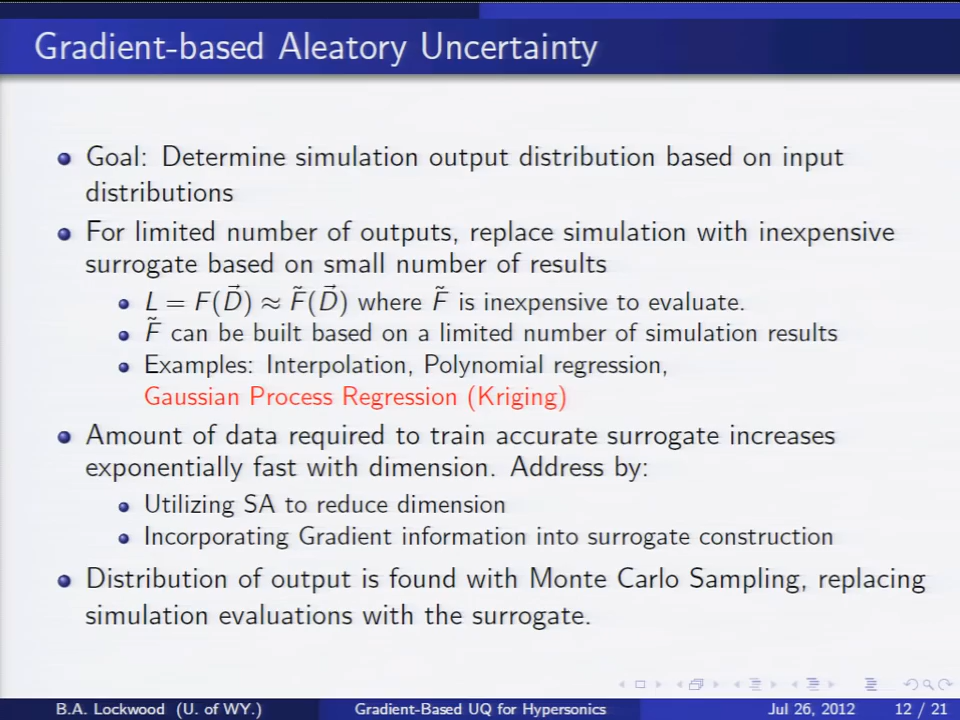 Gradient-based Aleatory Uncertainty
Goal: Determine simulation output distribution based on input
distributions
For limited number of outputs, replace simulation with inexpensive
surrogate based on small number of results
L = F(D⃗) ≈ F̃(D⃗) where F̃ is inexpensive to evaluate.
F̃ can be built based on a limited number of simulation results
Examples: Interpolation, Polynomial regression,
Gaussian Process Regression (Kriging)
Amount of data required to train accurate surrogate increases
exponentially fast with dimension. Address by:
Utilizing SA to reduce dimension
Incorporating Gradient information into surrogate construction
Distribution of output is found with Monte Carlo Sampling, replacing
simulation evaluations with the surrogate.
B.A. Lockwood (U. of WY.) Gradient-Based UQ for Hypersonics Jul 26, 2012 12 / 21